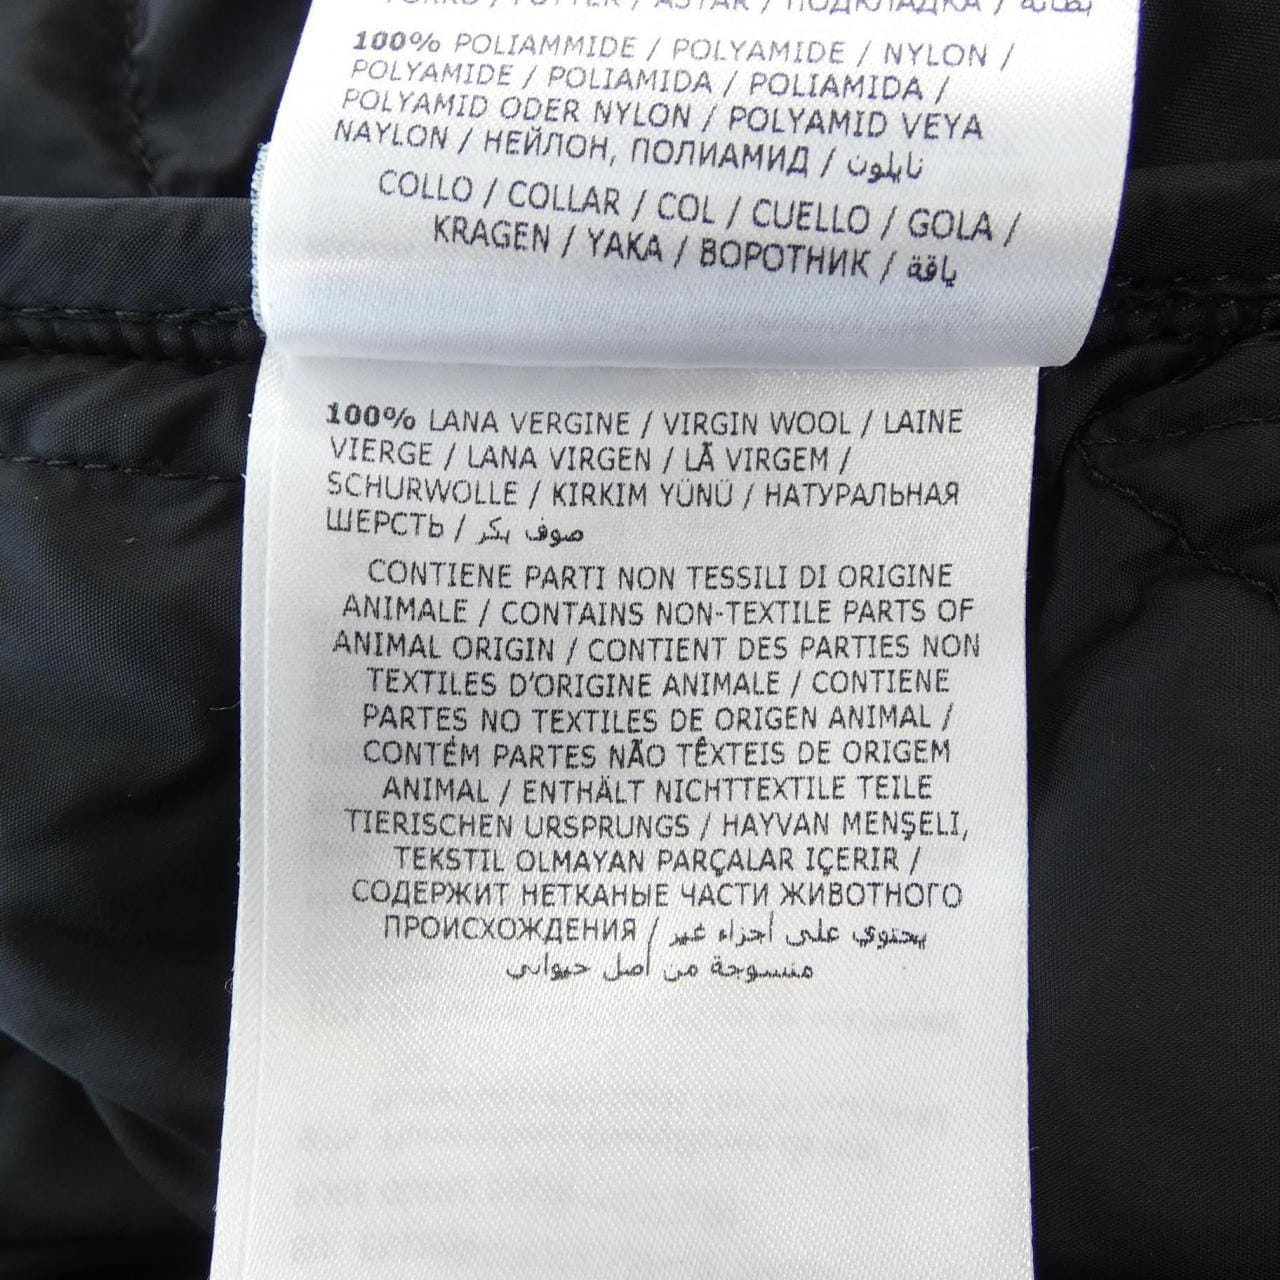 FORRO / FUTTER / ASTAR / ПОДКЛАДКА / بطانة
100% POLIAMMIDE / POLYAMIDE / NYLON /
POLYAMIDE / POLIAMIDA / POLIAMIDA /
POLYAMID ODER NYLON / POLYAMID VEYA
NAYLON / НЕЙЛОН, ПОЛИАМИД / نايلون
COLLO / COLLAR / COL / CUELLO / GOLA /
KRAGEN / YAKA / ВОРОТНИК / ياقة
100% LANA VERGINE / VIRGIN WOOL / LAINE
VIERGE / LANA VIRGEN / LÃ VIRGEM /
SCHURWOLLE / KIRKIM YÜNÜ / НАТУРАЛЬНАЯ
ШЕРСТЬ / صوف بكر
CONTIENE PARTI NON TESSILI DI ORIGINE
ANIMALE / CONTAINS NON-TEXTILE PARTS OF
ANIMAL ORIGIN / CONTIENT DES PARTIES NON
TEXTILES D'ORIGINE ANIMALE / CONTIENE
PARTES NO TEXTILES DE ORIGEN ANIMAL /
CONTÉM PARTES NÃO TÊXTEIS DE ORIGEM
ANIMAL / ENTHÄLT NICHTTEXTILE TEILE
TIERISCHEN URSPRUNGS / HAYVAN MENŞELİ,
TEKSTIL OLMAYAN PARÇALAR IÇERIR /
СОДЕРЖИТ НЕТКАНЫЕ ЧАСТИ ЖИВОТНОГО
ПРОИСХОЖДЕНИЯ / يحتوي على أجزاء غير
منسوجة من أصل حيواني